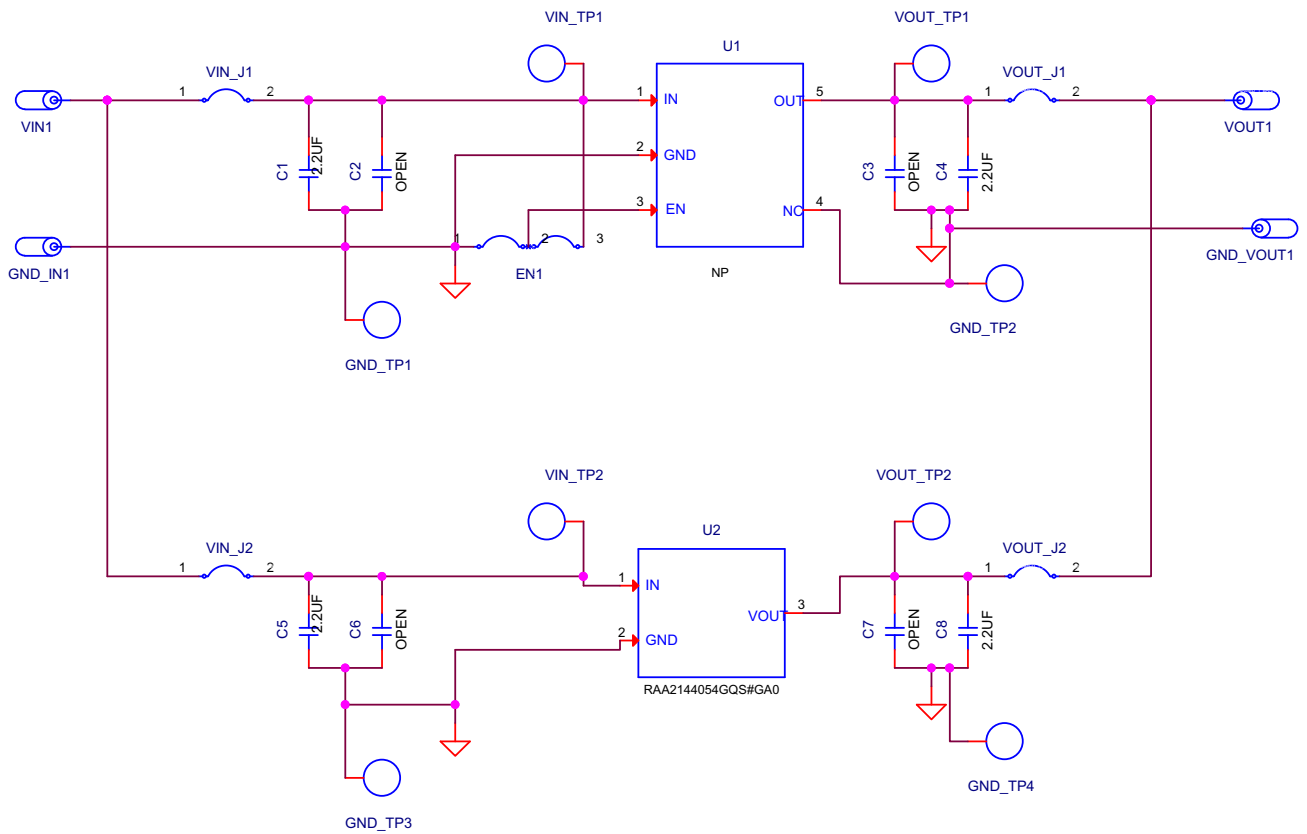 VIN_TP1
VOUT_TP1
U1
VIN_J1
VOUT_J1
1 2
1 IN
OUT 5
1 2
VIN1
VOUT1
C1 2.2UF
C2 OPEN
2 GND
C3 OPEN
C4 2.2UF
3 EN
NC 4
1 2 3
GND_IN1
EN1
NP
GND_VOUT1
GND_TP2
GND_TP1
VIN_TP2
VOUT_TP2
U2
VIN_J2
VOUT_J2
1 2
1 IN
VOUT 3
1 2
C5 2.2UF
C6 OPEN
2 GND
C7 OPEN
C8 2.2UF
RAA2144054GQS#GA0
GND_TP4
GND_TP3